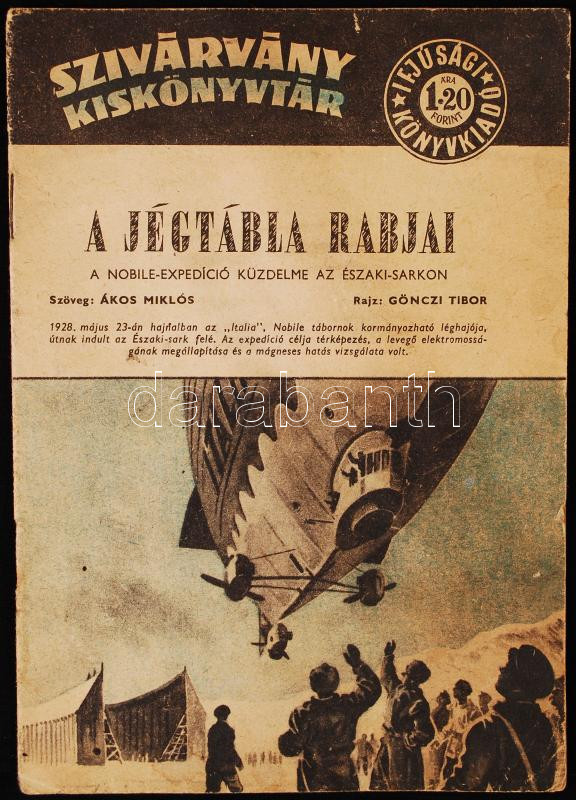 SZIVÁRVÁNY
KISKÖNYVTÁR
IFJÚSÁGI
ÁRA
1·20
FORINT
KÖNYVKIADÓ
A JÉGTÁBLA RABJAI
A NOBILE-EXPEDÍCIÓ KÜZDELME AZ ÉSZAKI-SARKON
Szöveg: ÁKOS MIKLÓS Rajz: GÖNCZI TIBOR
1928. május 23-án hajnalban az „Italia”, Nobile tábornok kormányozható léghajója,
útnak indult az Északi-sark felé. Az expedíció célja térképezés, a levegő elektromossá-
gának megállapítása és a mágneses hatás vizsgálata volt.
darabanth